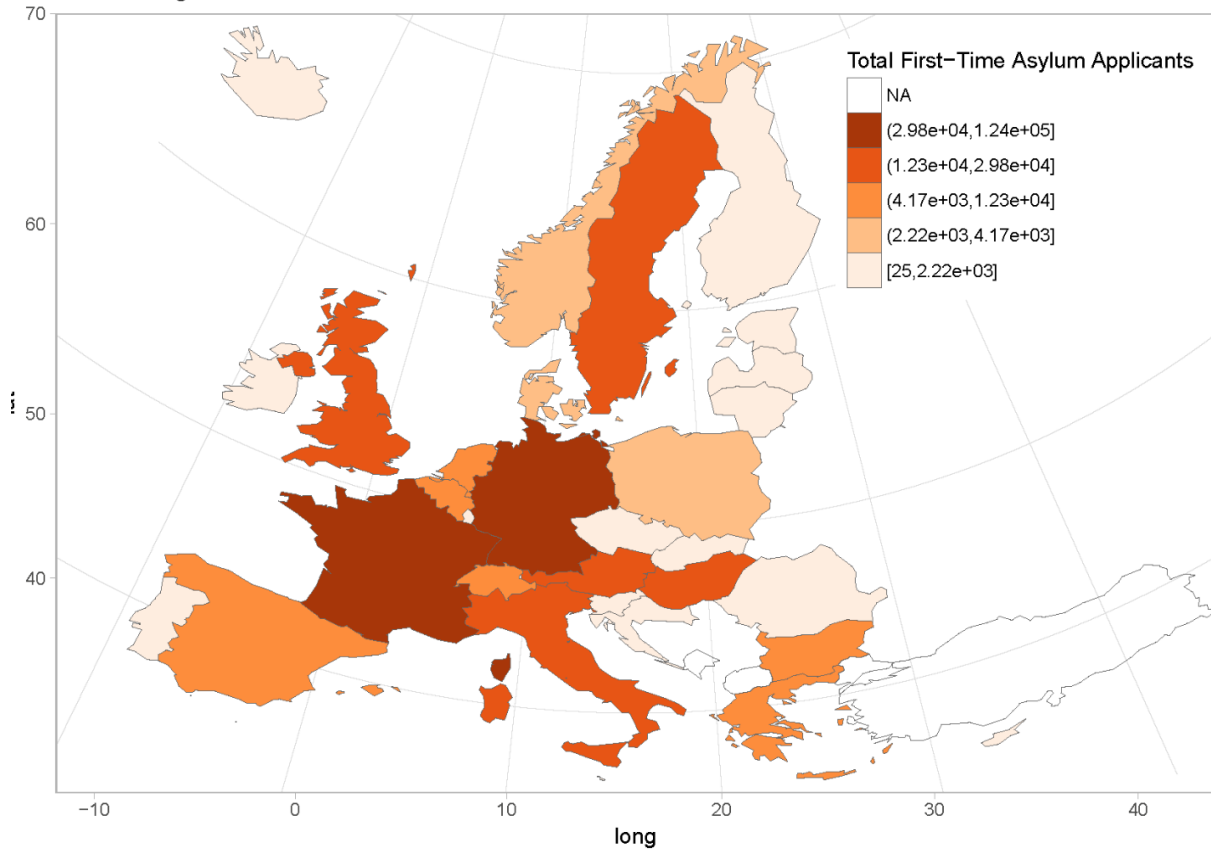 70
60
50
40
Total First-Time Asylum Applicants
NA
(2.98e+04,1.24e+05]
(1.23e+04,2.98e+04]
(4.17e+03,1.23e+04]
(2.22e+03,4.17e+03]
[25,2.22e+03]
−10
0
10
20
30
40
long